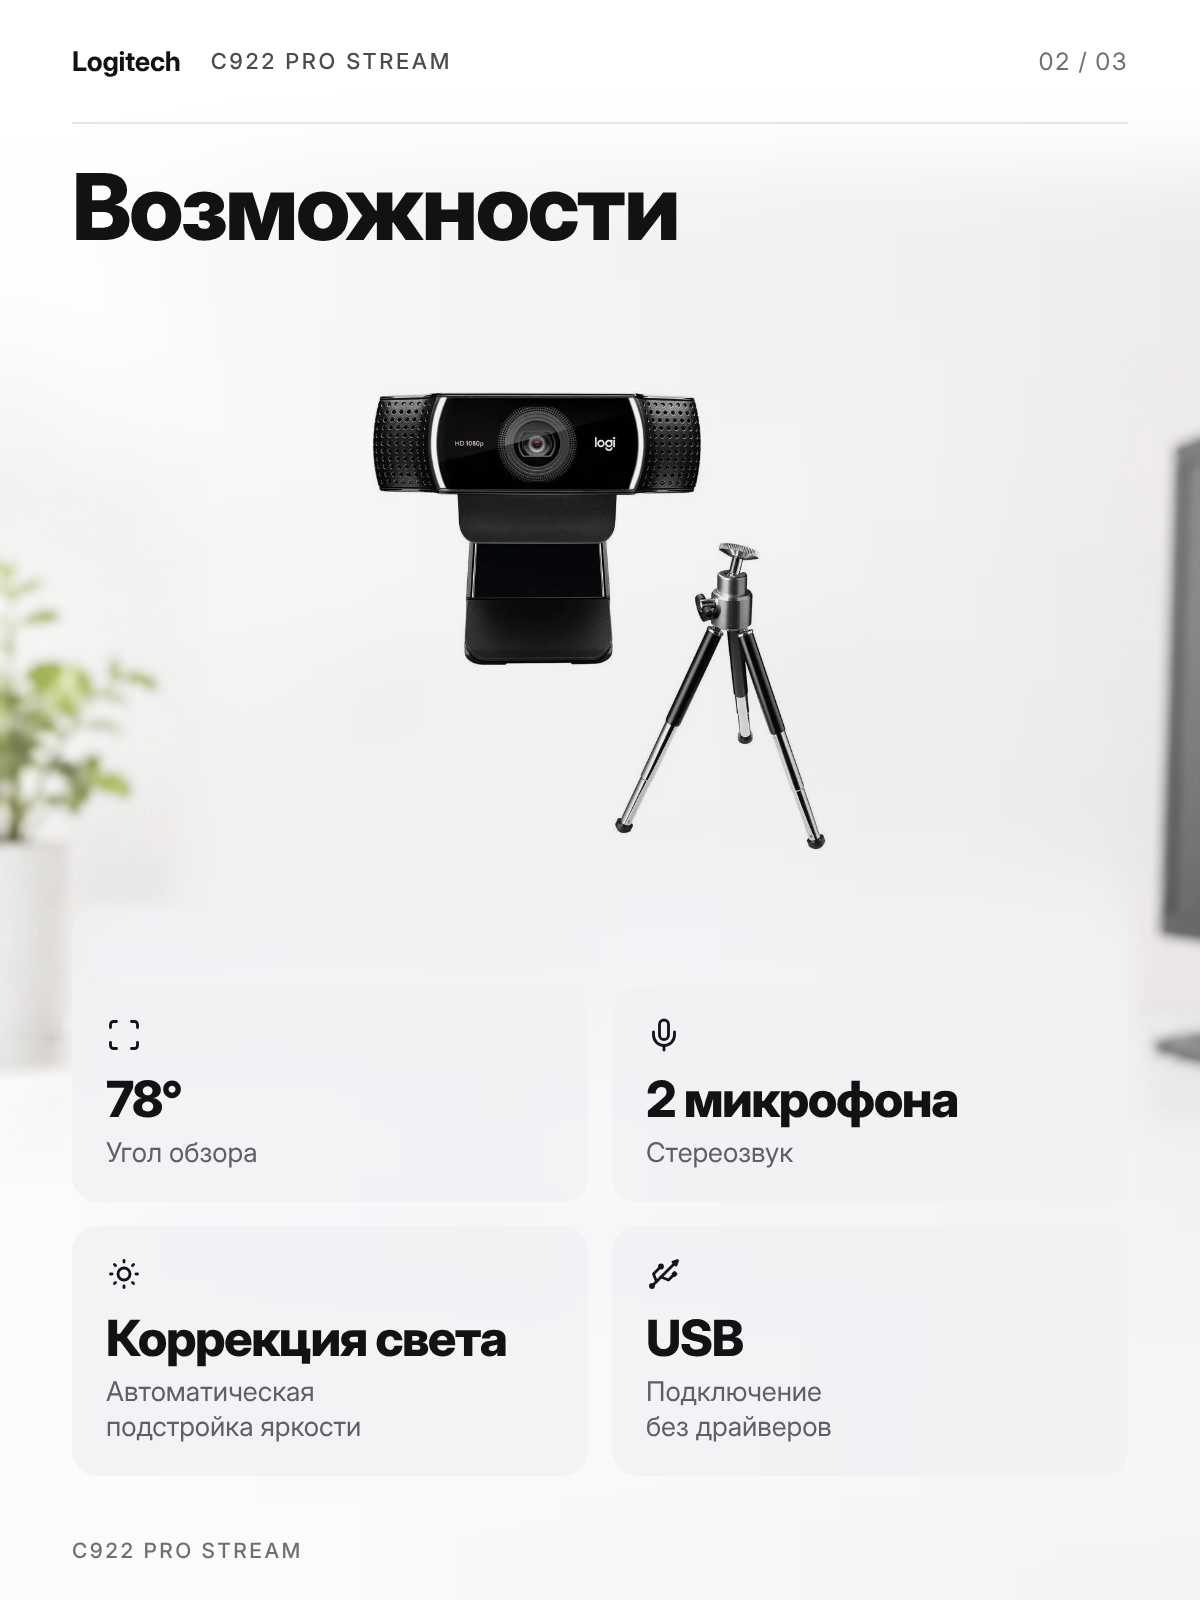 Logitech C922 PRO STREAM 02 / 03
Возможности
HD 1080p logi
78°
Угол обзора
2 микрофона
Стереозвук
Коррекция света
Автоматическая
подстройка яркости
USB
Подключение
без драйверов
C922 PRO STREAM